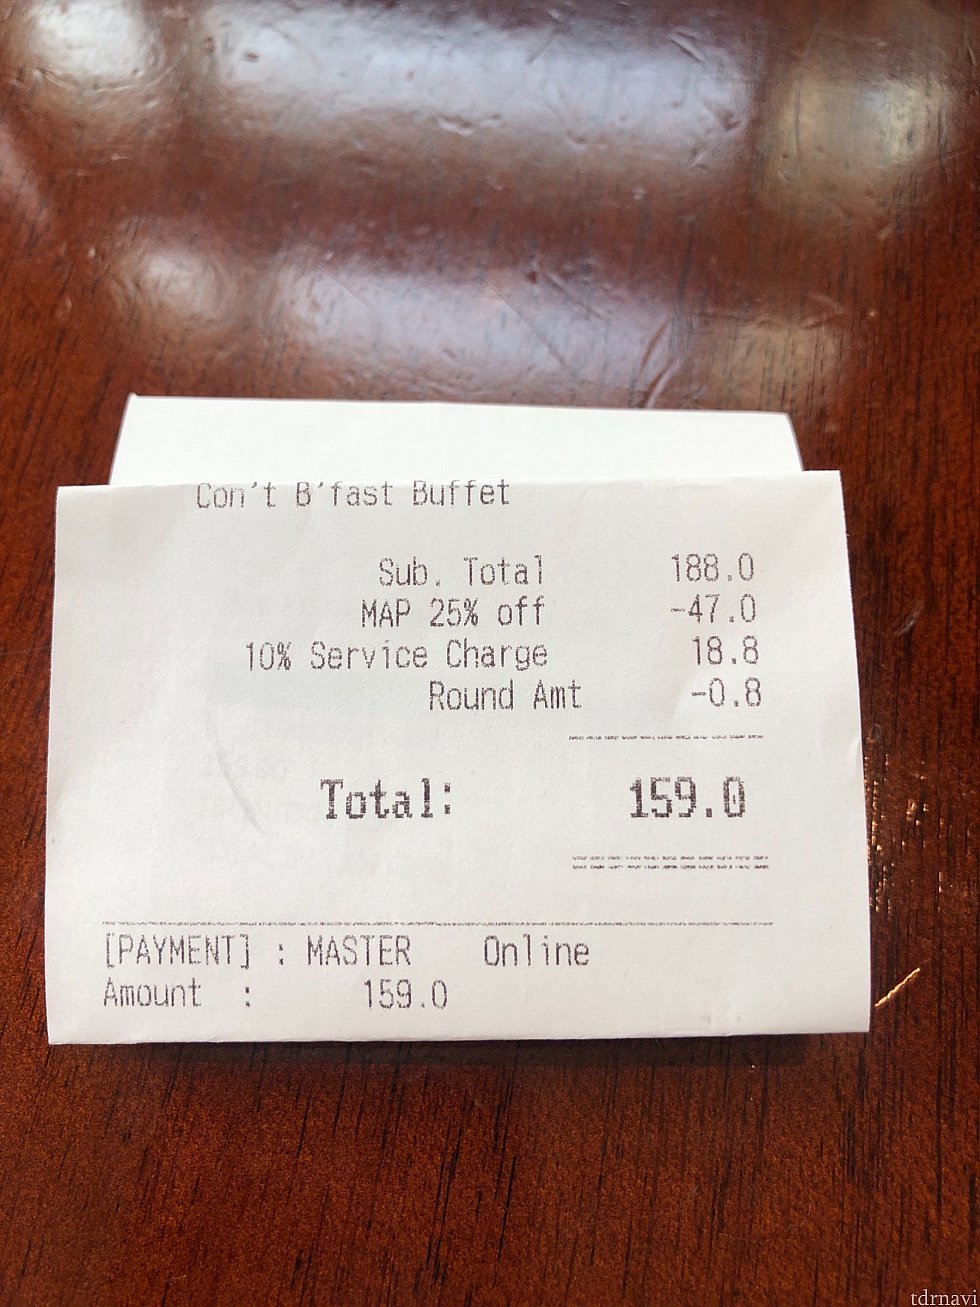 Con't B'fast Buffet
Sub. Total 188.0
MAP 25% off -47.0
10% Service Charge 18.8
Round Amt -0.8
Total: 159.0
[PAYMENT] : MASTER Online
Amount : 159.0
tdrnavi